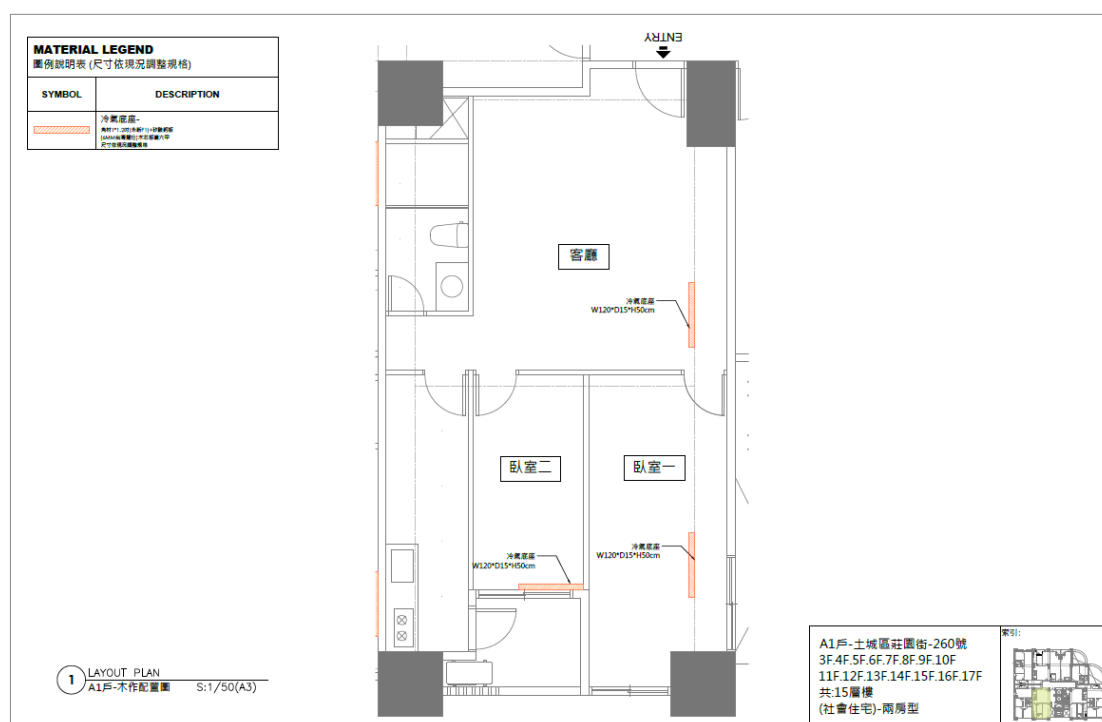 MATERIAL LEGEND
圖例說明表 (尺寸依現況調整規格)
SYMBOL
DESCRIPTION
冷氣底座-
尺寸依現況調整規格
ENTRY
客廳
冷氣底座
W120*D15*H50cm
臥室二
臥室一
冷氣底座
W120*D15*H50cm
冷氣底座
W120*D15*H50cm
1
LAYOUT PLAN
A1戶-木作配置圖 S:1/50(A3)
A1戶-土城區莊園街-260號
3F.4F.5F.6F.7F.8F.9F.10F
11F.12F.13F.14F.15F.16F.17F
共:15層樓
(社會住宅)-兩房型
索引: